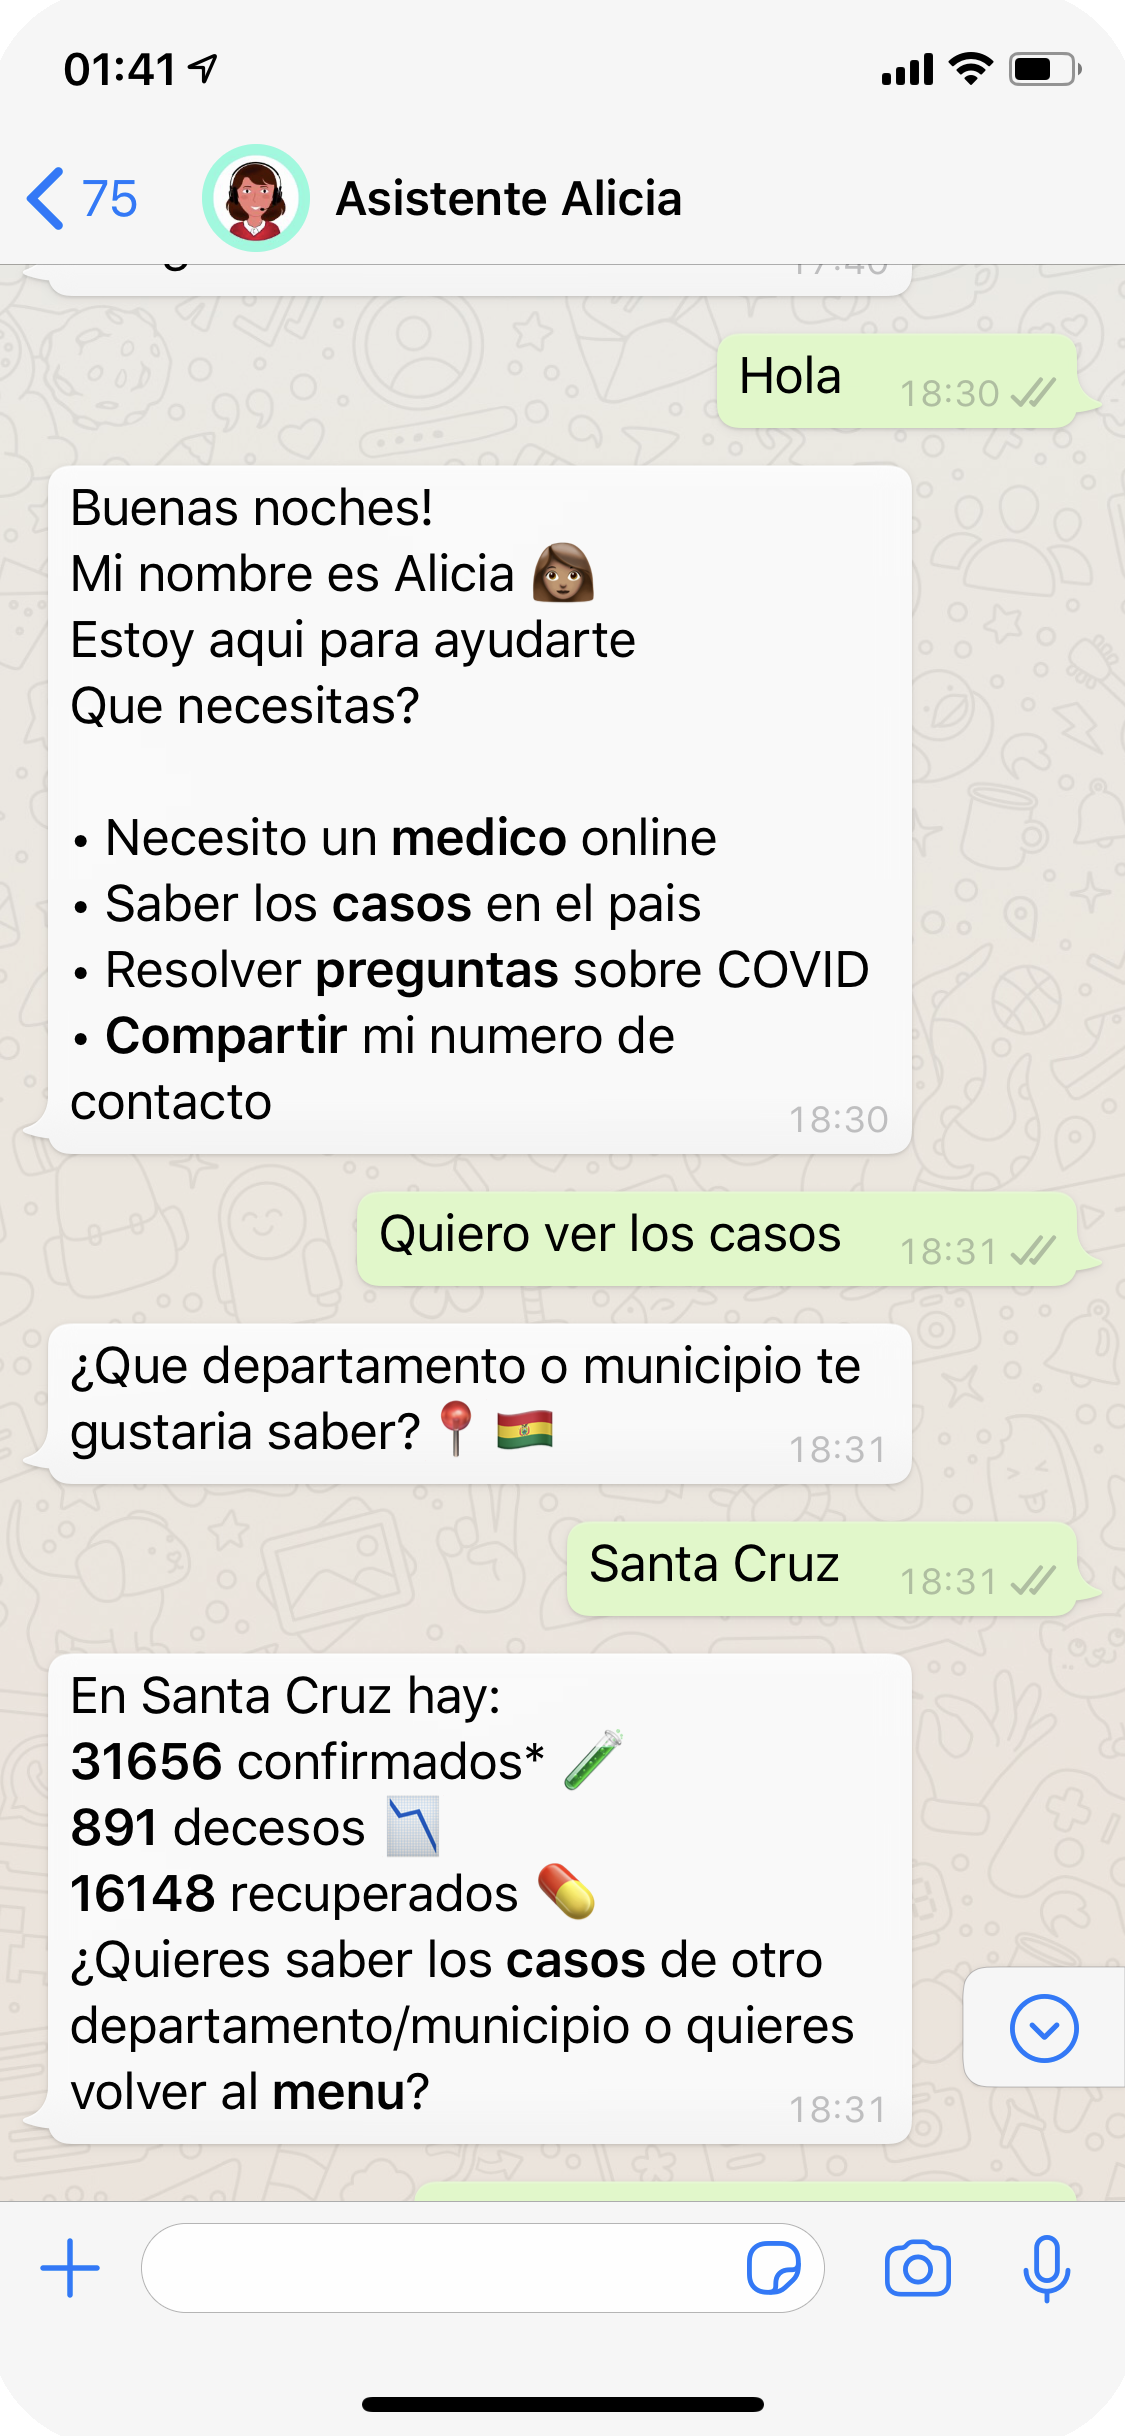 01:41
75
Asistente Alicia
Hola
18:30
Buenas noches!
Mi nombre es Alicia 👩🏽
Estoy aqui para ayudarte
Que necesitas?
• Necesito un medico online
• Saber los casos en el pais
• Resolver preguntas sobre COVID
• Compartir mi numero de
contacto
18:30
Quiero ver los casos
18:31
¿Que departamento o municipio te
gustaria saber? 📍 🇧🇴
18:31
Santa Cruz
18:31
En Santa Cruz hay:
31656 confirmados* 🧪
891 decesos 📉
16148 recuperados 💊
¿Quieres saber los casos de otro
departamento/municipio o quieres
volver al menu?
18:31